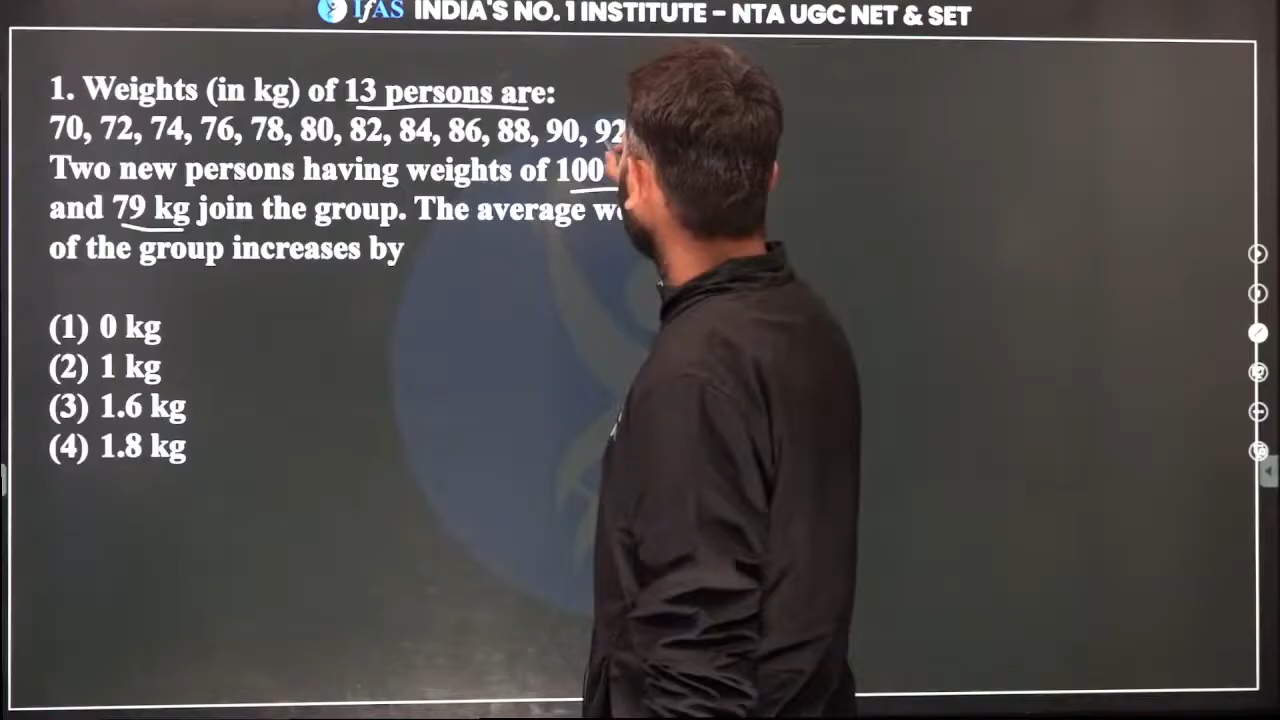 IfAS INDIA'S NO. 1 INSTITUTE – NTA UGC NET & SET
1. Weights (in kg) of 13 persons are:
70, 72, 74, 76, 78, 80, 82, 84, 86, 88, 90, 92
Two new persons having weights of 100
and 79 kg join the group. The average
of the group increases by
(1) 0 kg
(2) 1 kg
(3) 1.6 kg
(4) 1.8 kg